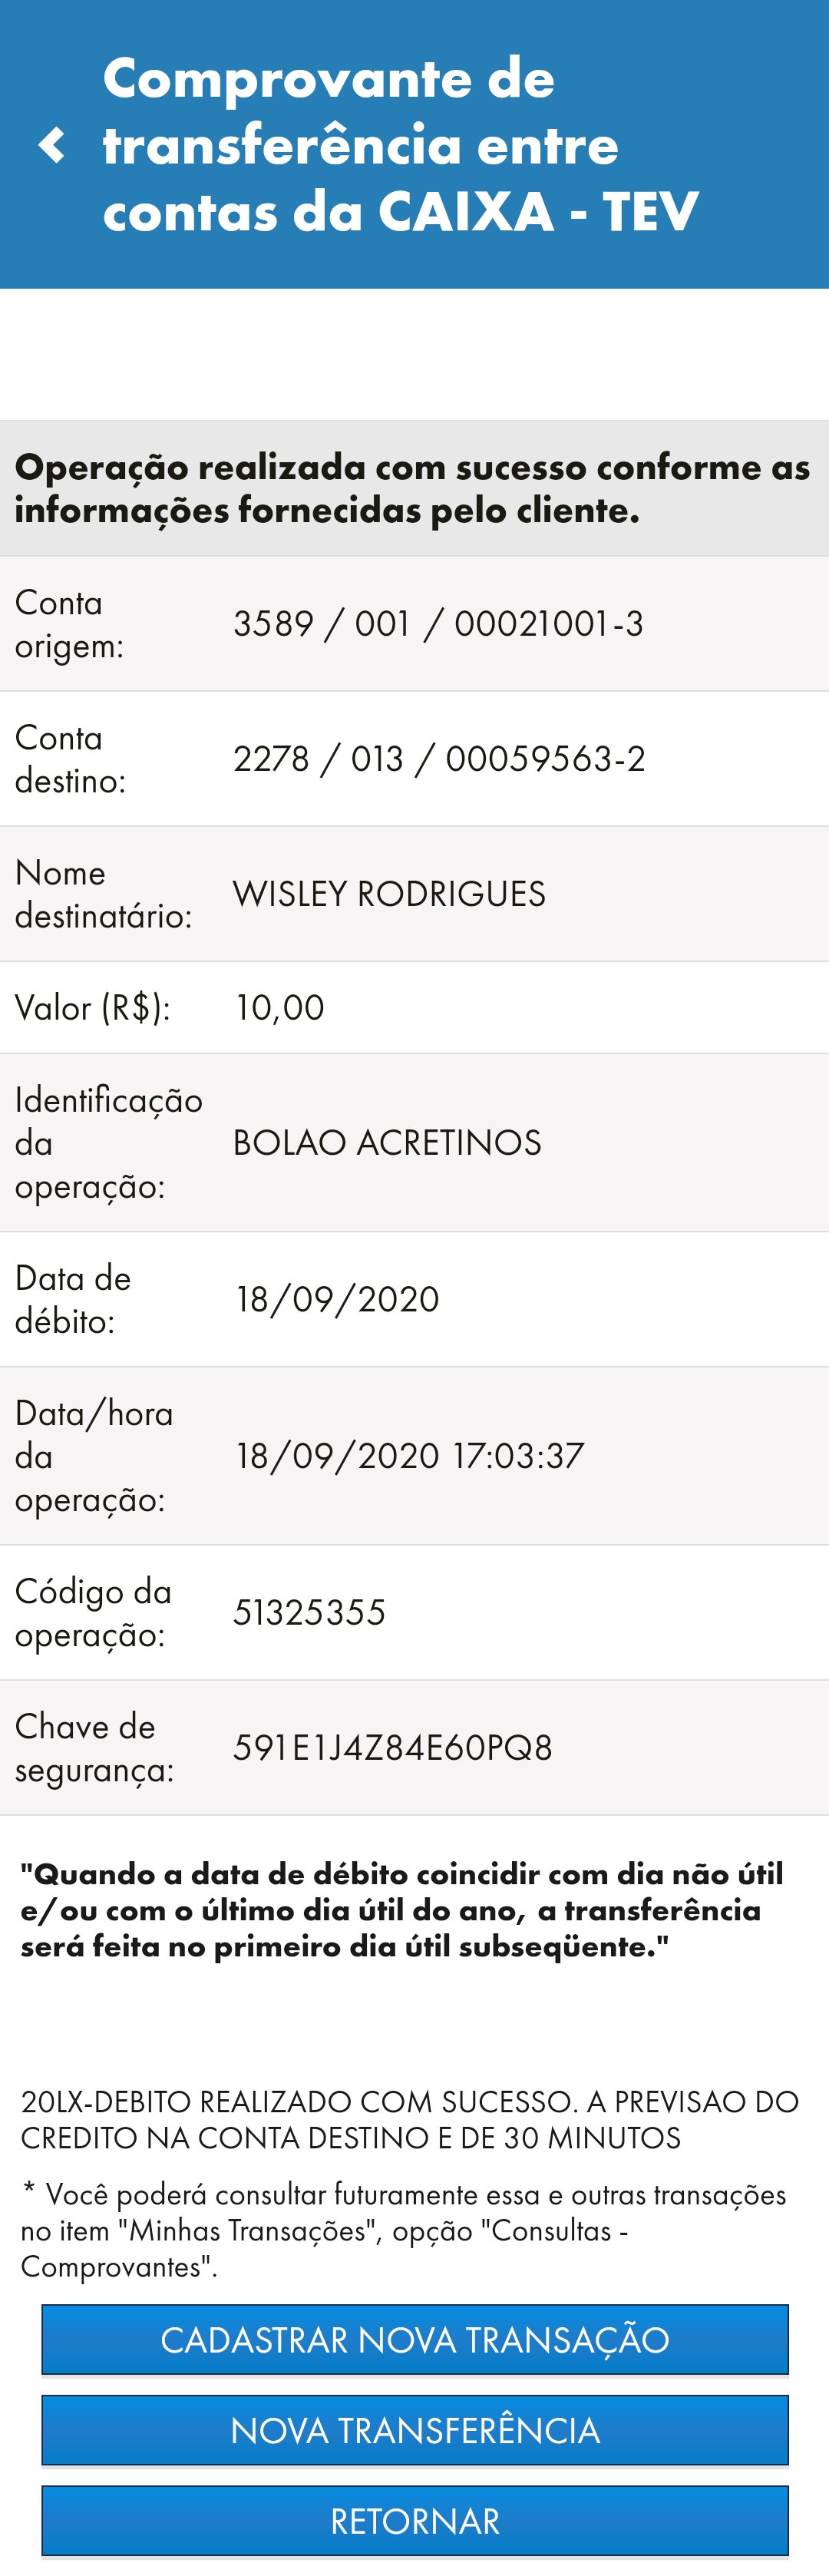 Comprovante de
transferência entre
contas da CAIXA - TEV
Operação realizada com sucesso conforme as
informações fornecidas pelo cliente.
Conta
origem:
3589 / 001 / 00021001-3
Conta
destino:
2278 / 013 / 00059563-2
Nome
destinatário:
WISLEY RODRIGUES
Valor (R$):
10,00
Identificação
da
operação:
BOLAO ACRETINOS
Data de
débito:
18/09/2020
Data/hora
da
operação:
18/09/2020 17:03:37
Código da
operação:
51325355
Chave de
segurança:
591E1J4Z84E60PQ8
"Quando a data de débito coincidir com dia não útil
e/ou com o último dia útil do ano, a transferência
será feita no primeiro dia útil subseqüente."
20LX-DEBITO REALIZADO COM SUCESSO. A PREVISAO DO
CREDITO NA CONTA DESTINO E DE 30 MINUTOS
* Você poderá consultar futuramente essa e outras transações
no item "Minhas Transações", opção "Consultas -
Comprovantes".
CADASTRAR NOVA TRANSAÇÃO
NOVA TRANSFERÊNCIA
RETORNAR